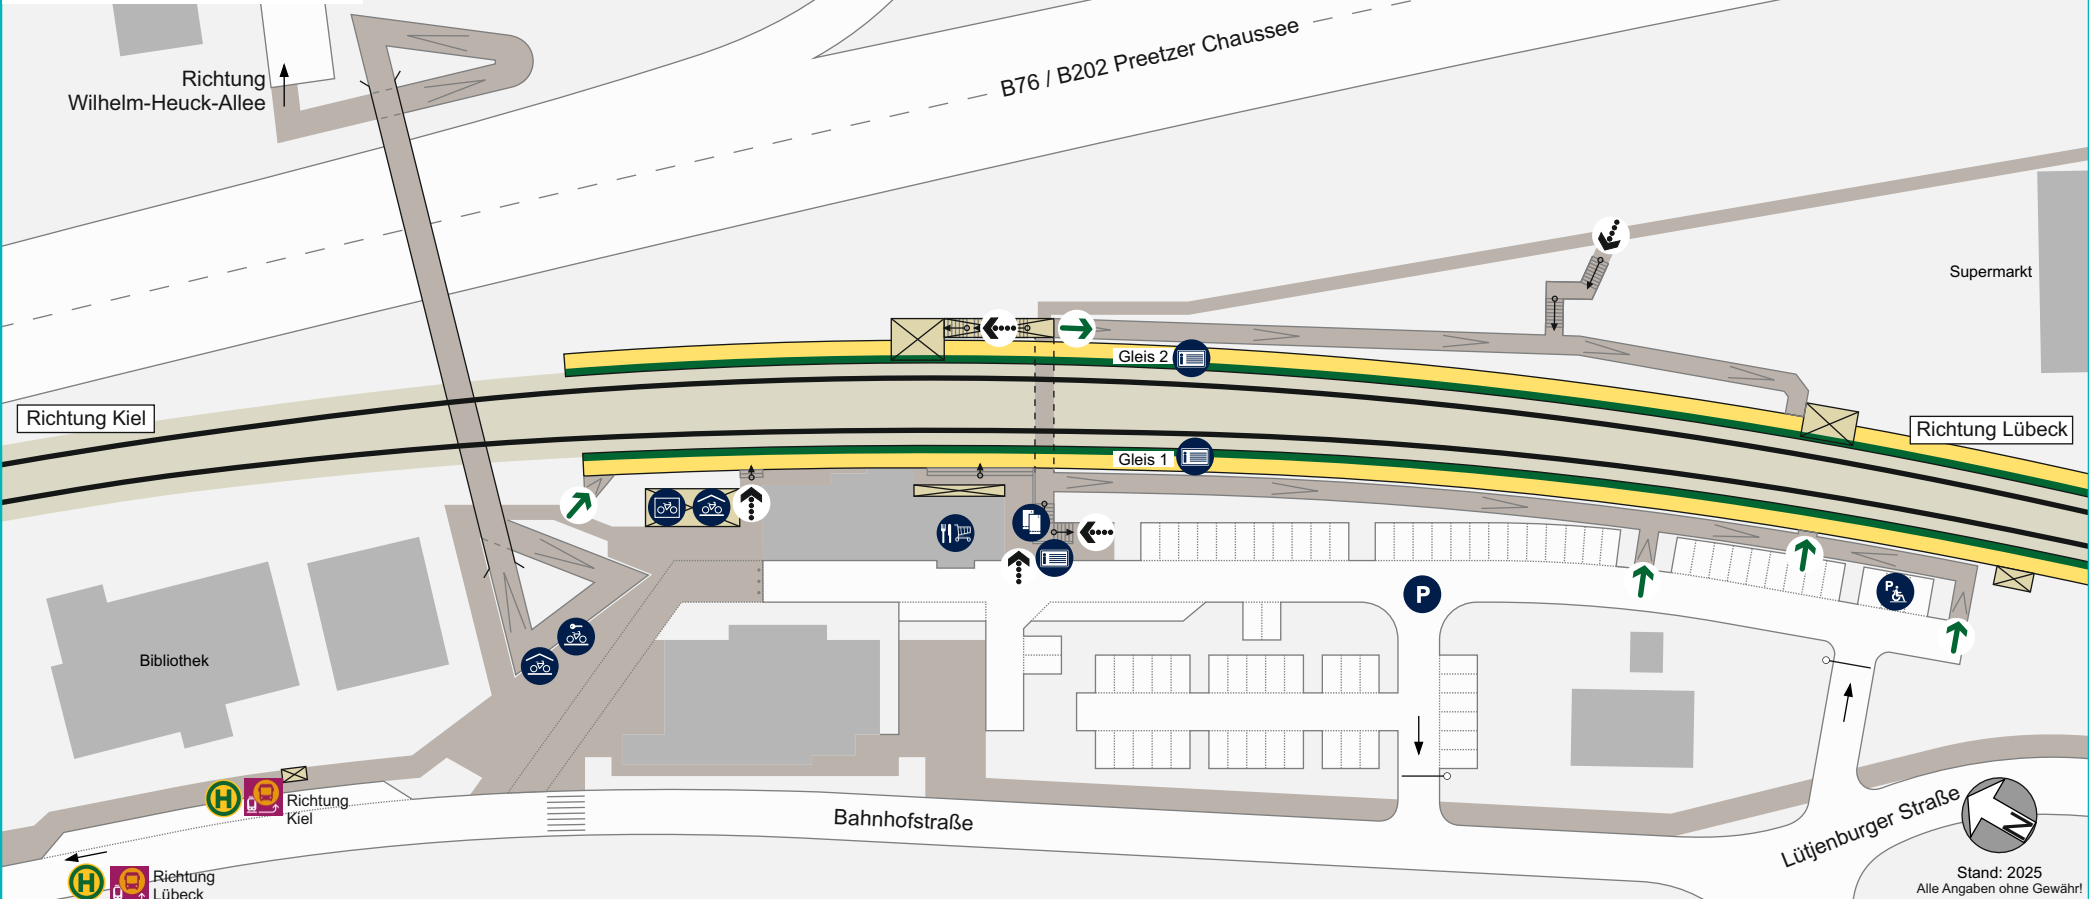 B76 / B202 Preetzer Chaussee
Richtung
Wilhelm-Heuck-Allee
Supermarkt
Gleis 2
Richtung Kiel
Richtung Lübeck
Gleis 1
P
P
Bibliothek
H
Richtung
Kiel
Bahnhofstraße
Lütjenburger Straße
N
H
Richtung
Lübeck
Stand: 2025
Alle Angaben ohne Gewähr!